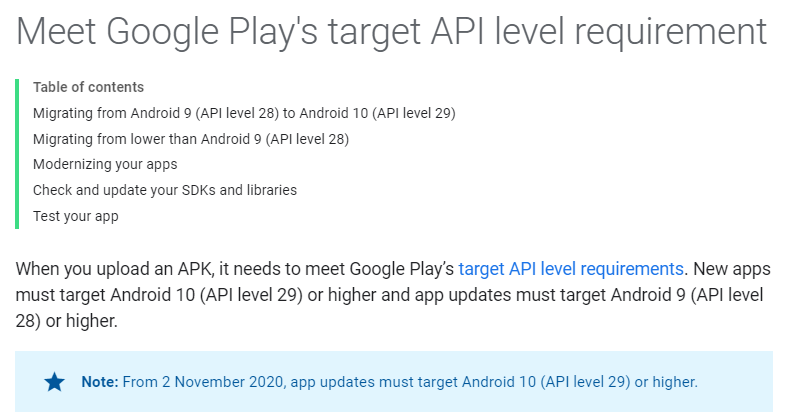 Meet Google Play's target API level requirement
Table of contents
Migrating from Android 9 (API level 28) to Android 10 (API level 29)
Migrating from lower than Android 9 (API level 28)
Modernizing your apps
Check and update your SDKs and libraries
Test your app
When you upload an APK, it needs to meet Google Play’s target API level requirements. New apps
must target Android 10 (API level 29) or higher and app updates must target Android 9 (API level
28) or higher.
Note: From 2 November 2020, app updates must target Android 10 (API level 29) or higher.